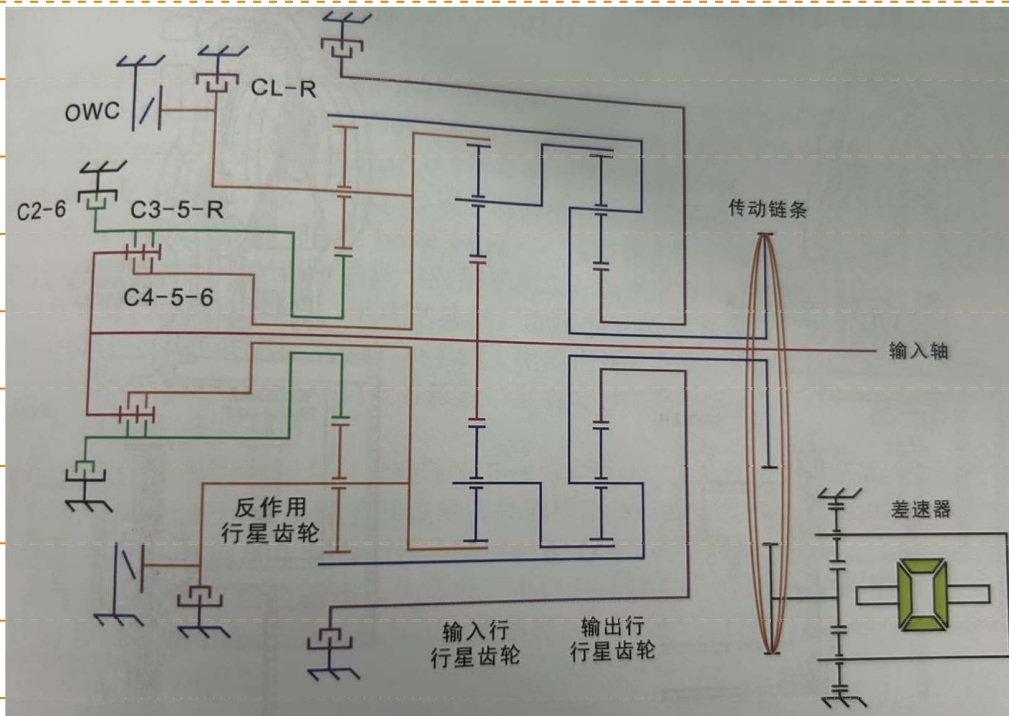 CL-R
OWC
C2-6
C3-5-R
C4-5-6
传动链条
输入轴
反作用
行星齿轮
输入行
行星齿轮
输出行
行星齿轮
差速器